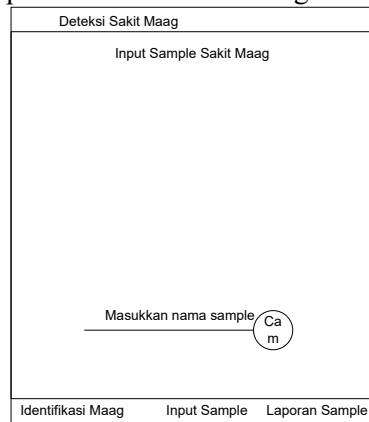 Deteksi Sakit Maag
Input Sample Sakit Maag
Masukkan nama sample
Ca
m
Identifikasi Maag Input Sample Laporan Sample